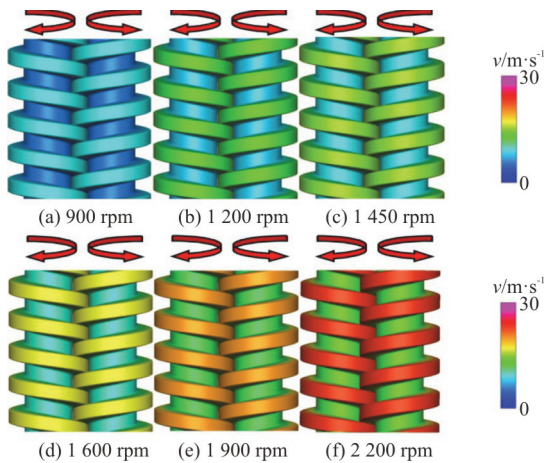 v/m·s⁻¹
30
0
(a) 900 rpm (b) 1 200 rpm (c) 1 450 rpm
v/m·s⁻¹
30
0
(d) 1 600 rpm (e) 1 900 rpm (f) 2 200 rpm